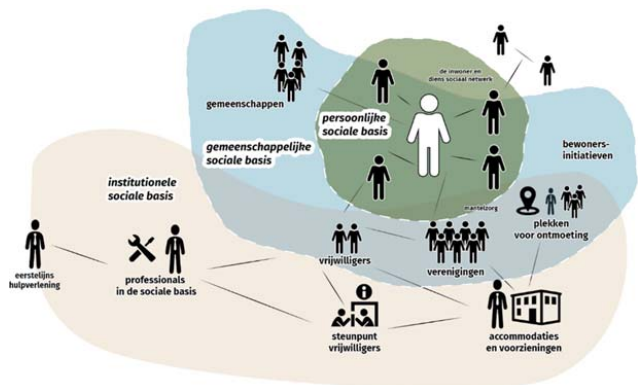 de inwoner en
diens sociaal netwerk
gemeenschappen
persoonlijke
sociale basis
gemeenschappelijke
sociale basis
bewoners-
initiatieven
institutionele
sociale basis
mantelzorg
plekken
voor ontmoeting
vrijwilligers
verenigingen
eerstelijns
hulpverlening
professionals
in de sociale basis
steunpunt
vrijwilligers
accommodaties
en voorzieningen